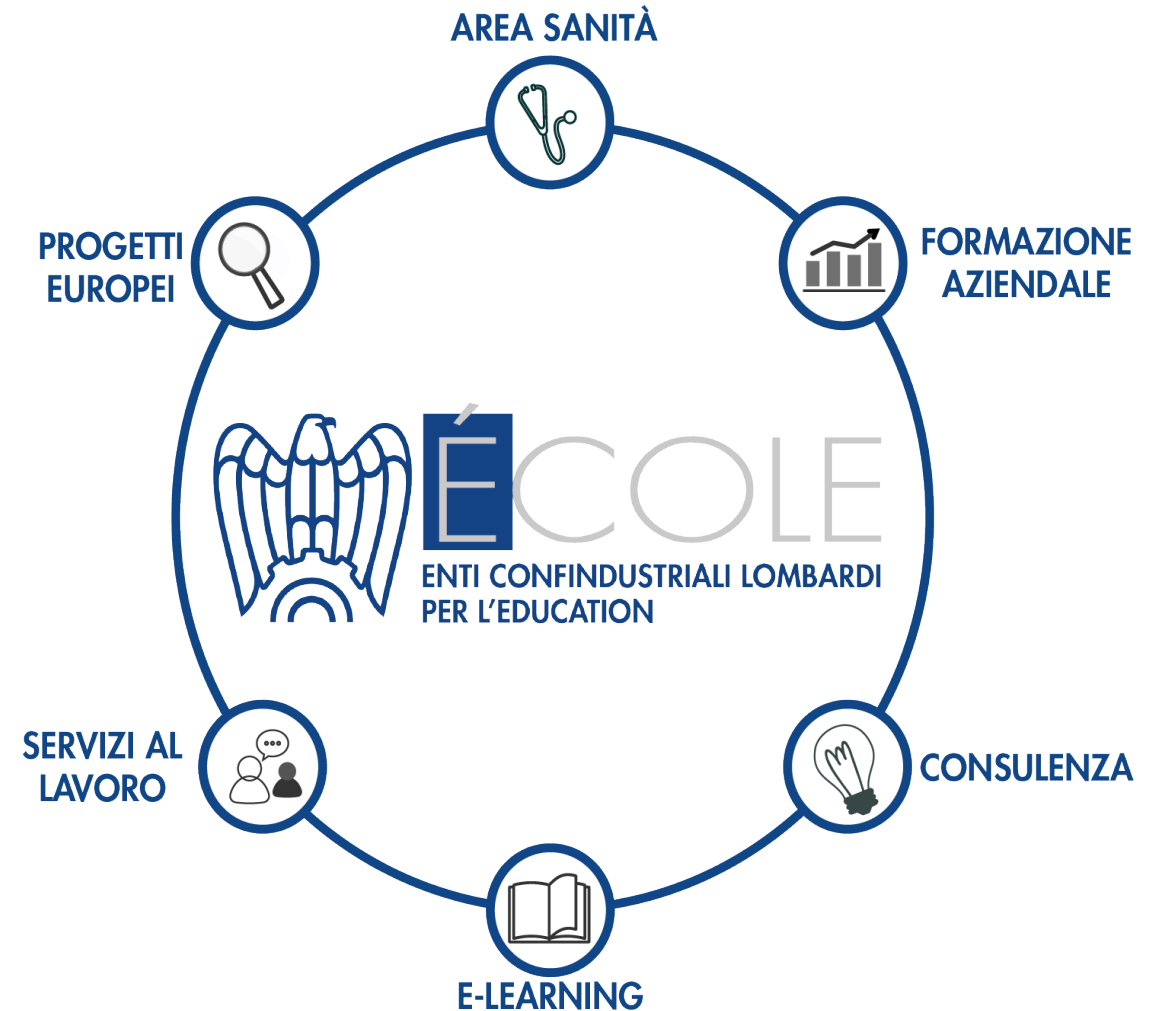 AREA SANITÀ
PROGETTI
EUROPEI
FORMAZIONE
AZIENDALE
ÉCOLE
ENTI CONFINDUSTRIALI LOMBARDI
PER L'EDUCATION
SERVIZI AL
LAVORO
CONSULENZA
E-LEARNING